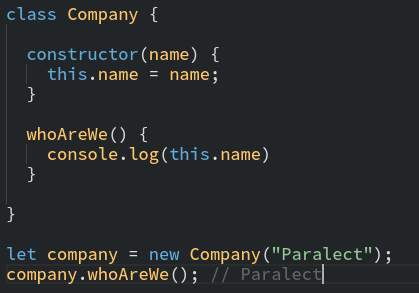 class Company {
constructor(name) {
this.name = name;
}
whoAreWe() {
console.log(this.name)
}
}
let company = new Company("Paralect");
company.whoAreWe(); // Paralect